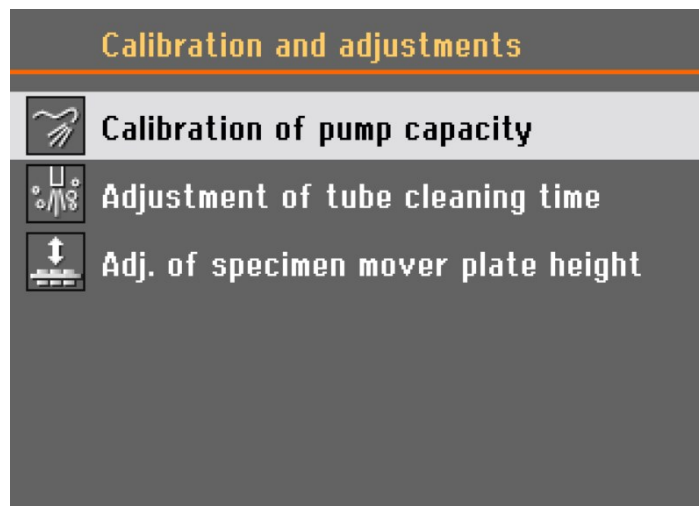 Calibration and adjustments
Calibration of pump capacity
Adjustment of tube cleaning time
Adj. of specimen mover plate height